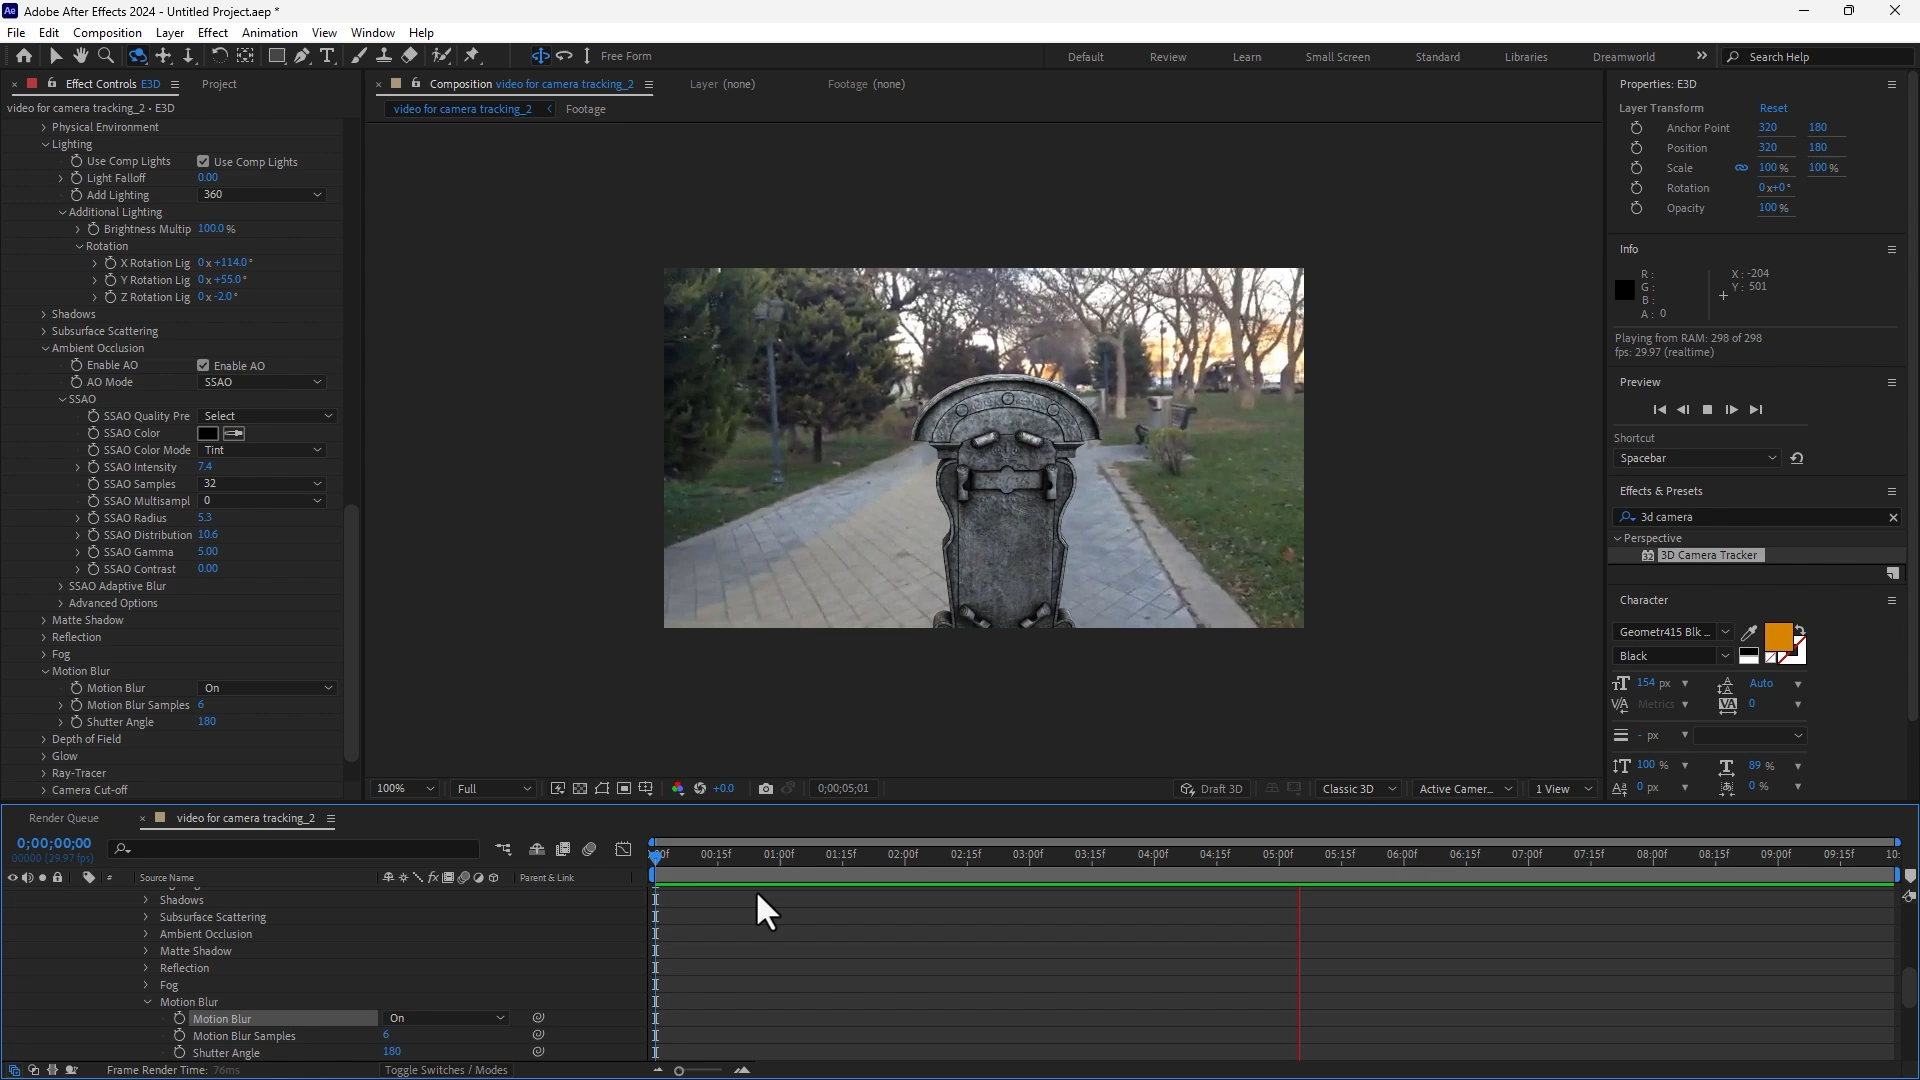 Adobe After Effects 2024 - Untitled Project.aep *
File Edit Composition Layer Effect Animation View Window Help
Free Form
Default Review Learn Small Screen Standard Libraries Dreamworld
Search Help
Effect Controls E3D
Project
video for camera tracking_2 • E3D
Physical Environment
Lighting
Use Comp Lights Use Comp Lights
Light Falloff 0.00
Add Lighting 360
Additional Lighting
Brightness Multip 100.0 %
Rotation
X Rotation Lig 0x+114.0°
Y Rotation Lig 0x+55.0°
Z Rotation Lig 0x-2.0°
Shadows
Subsurface Scattering
Ambient Occlusion
Enable AO Enable AO
AO Mode SSAO
SSAO
SSAO Quality Pre Select
SSAO Color
SSAO Color Mode Tint
SSAO Intensity 7.4
SSAO Samples 32
SSAO Multisampl 0
SSAO Radius 5.3
SSAO Distribution 10.6
SSAO Gamma 5.00
SSAO Contrast 0.00
SSAO Adaptive Blur
Advanced Options
Matte Shadow
Reflection
Fog
Motion Blur
Motion Blur On
Motion Blur Samples 6
Shutter Angle 180
Depth of Field
Glow
Ray-Tracer
Camera Cut-off
Composition video for camera tracking_2
Layer (none)
Footage (none)
video for camera tracking_2
Footage
100%
Full
+0.0
0;00;05;01
Draft 3D
Classic 3D
Active Camer...
1 View
Properties: E3D
Layer Transform Reset
Anchor Point 320 180
Position 320 180
Scale 100 % 100 %
Rotation 0x+0°
Opacity 100 %
Info
R: X: -204
G: Y: 501
B:
A: 0
Playing from RAM: 298 of 298
fps: 29.97 (realtime)
Preview
Shortcut
Spacebar
Effects & Presets
3d camera
Perspective
32 3D Camera Tracker
Character
Geometr415 Blk ...
Black
154 px Auto
Metrics 0
- px
100 % 89 %
0 px 0 %
Render Queue
video for camera tracking_2
0;00;00;00
00000 (29.97 fps)
00:15f 01:00f 01:15f 02:00f 02:15f 03:00f 03:15f 04:00f 04:15f 05:00f 05:15f 06:00f 06:15f 07:00f 07:15f 08:00f 08:15f 09:00f 09:15f 10:
# Source Name fx Parent & Link
Shadows
Subsurface Scattering
Ambient Occlusion
Matte Shadow
Reflection
Fog
Motion Blur
Motion Blur On
Motion Blur Samples 6
Shutter Angle 180
Frame Render Time: 76ms
Toggle Switches / Modes